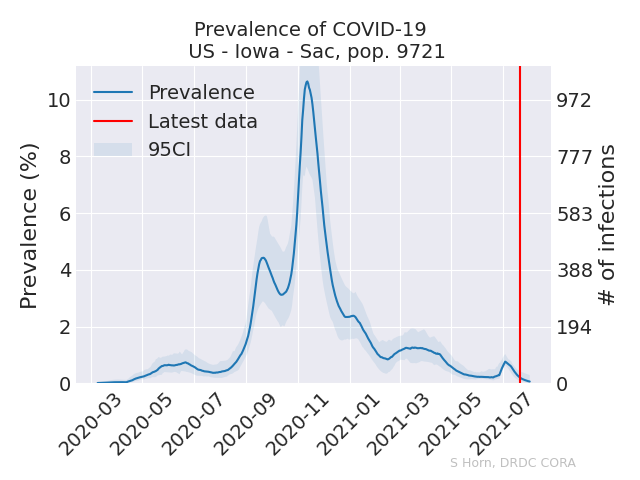 Prevalence of COVID-19
US - Iowa - Sac, pop. 9721
Prevalence
Latest data
95CI
Prevalence (%)
10
8
6
4
2
0
972
777
583
388
194
0
# of infections
2020-03
2020-05
2020-07
2020-09
2020-11
2021-01
2021-03
2021-05
2021-07
S Horn, DRDC CORA